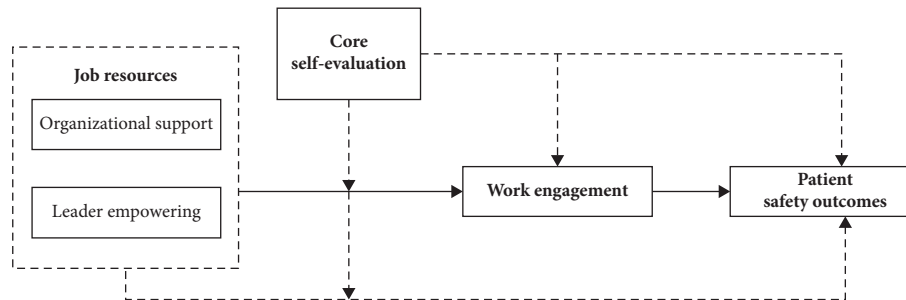 Core
self-evaluation
Job resources
Organizational support
Leader empowering
Work engagement
Patient
safety outcomes